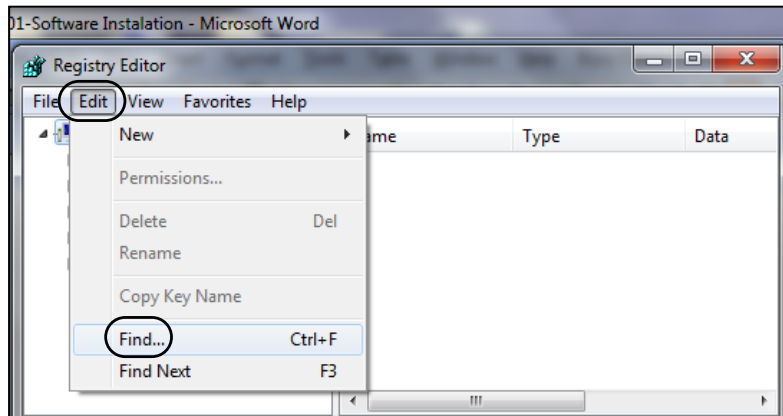 01-Software Instalation - Microsoft Word
Registry Editor
File Edit View Favorites Help
New
ame Type Data
Permissions...
Delete Del
Rename
Copy Key Name
Find... Ctrl+F
Find Next F3